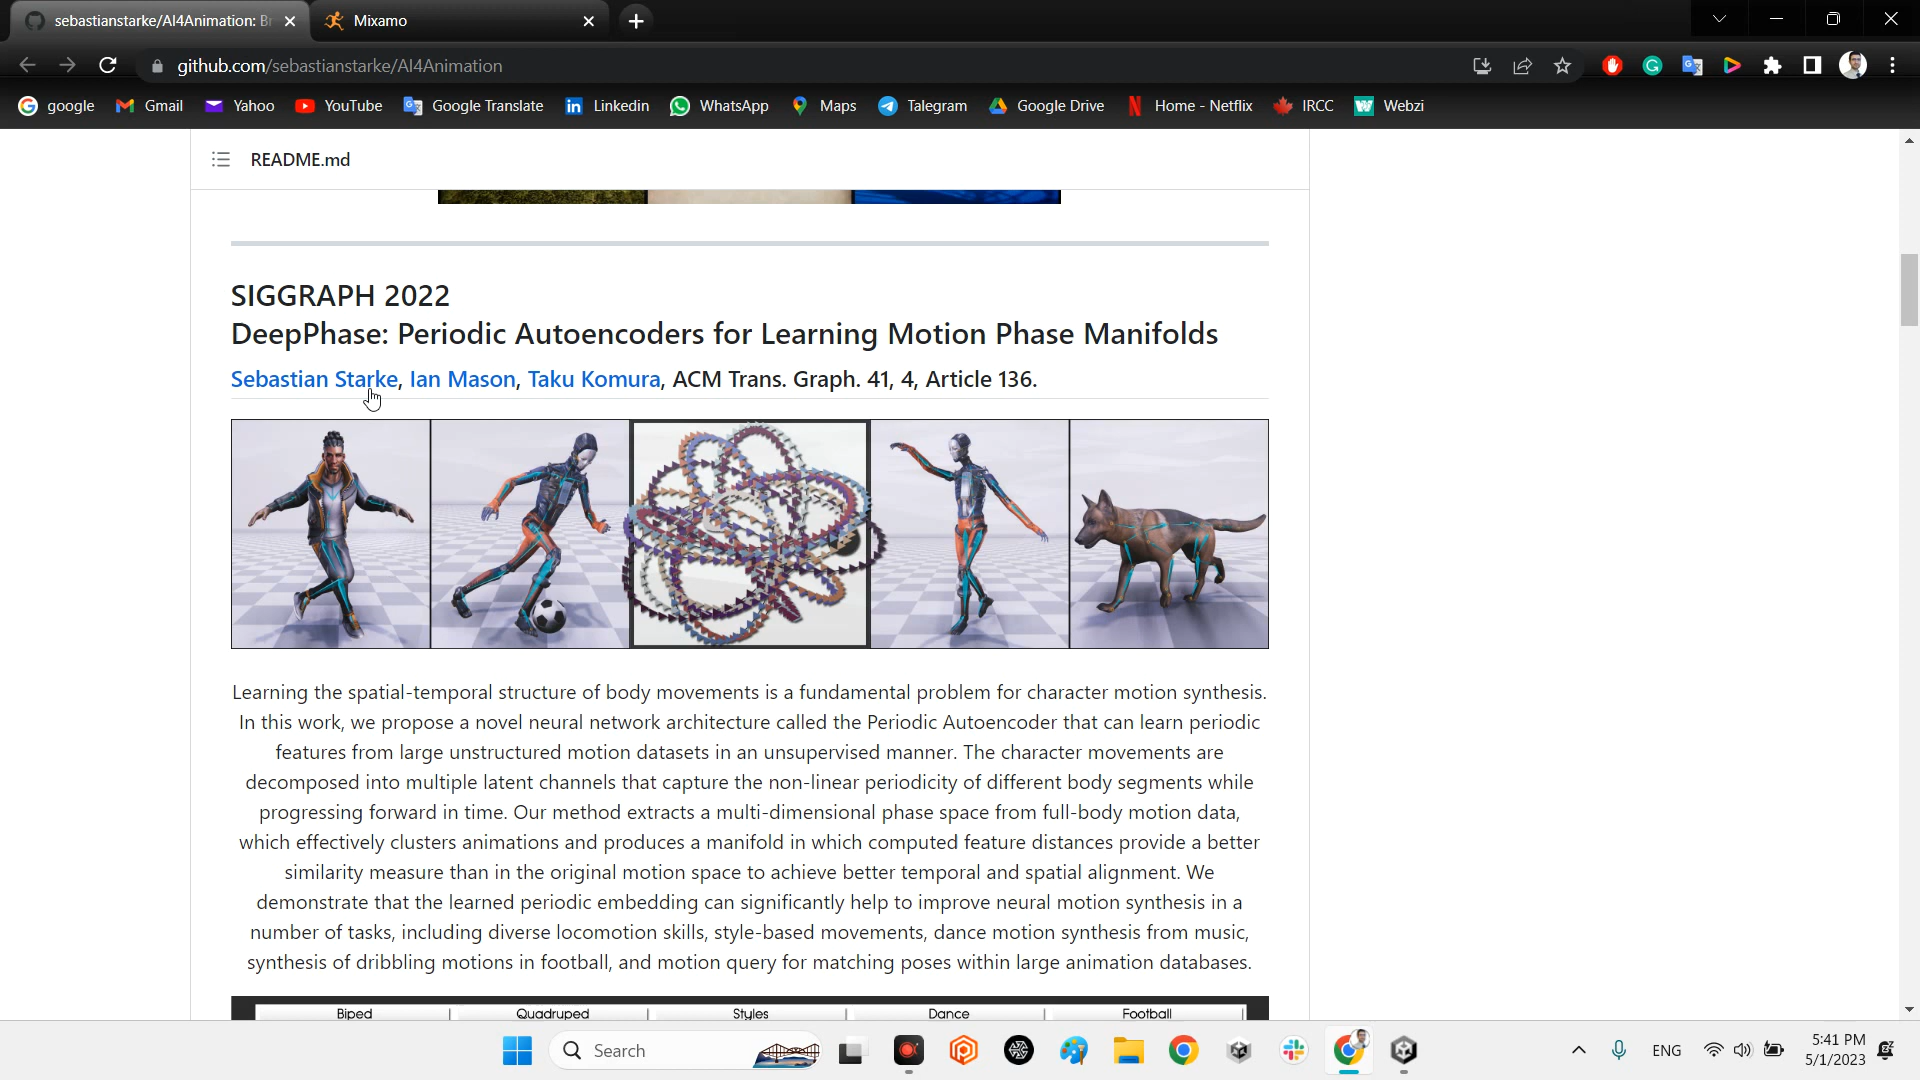 sebastianstarke/AI4Animation: Br
Mixamo
github.com/sebastianstarke/AI4Animation
google
Gmail
Yahoo
YouTube
Google Translate
Linkedin
WhatsApp
Maps
Talegram
Google Drive
Home - Netflix
IRCC
Webzi
README.md
SIGGRAPH 2022
DeepPhase: Periodic Autoencoders for Learning Motion Phase Manifolds
Sebastian Starke, Ian Mason, Taku Komura, ACM Trans. Graph. 41, 4, Article 136.
Learning the spatial-temporal structure of body movements is a fundamental problem for character motion synthesis.
In this work, we propose a novel neural network architecture called the Periodic Autoencoder that can learn periodic
features from large unstructured motion datasets in an unsupervised manner. The character movements are
decomposed into multiple latent channels that capture the non-linear periodicity of different body segments while
progressing forward in time. Our method extracts a multi-dimensional phase space from full-body motion data,
which effectively clusters animations and produces a manifold in which computed feature distances provide a better
similarity measure than in the original motion space to achieve better temporal and spatial alignment. We
demonstrate that the learned periodic embedding can significantly help to improve neural motion synthesis in a
number of tasks, including diverse locomotion skills, style-based movements, dance motion synthesis from music,
synthesis of dribbling motions in football, and motion query for matching poses within large animation databases.
Biped
Quadruped
Styles
Dance
Football
Search
ENG
5:41 PM
5/1/2023